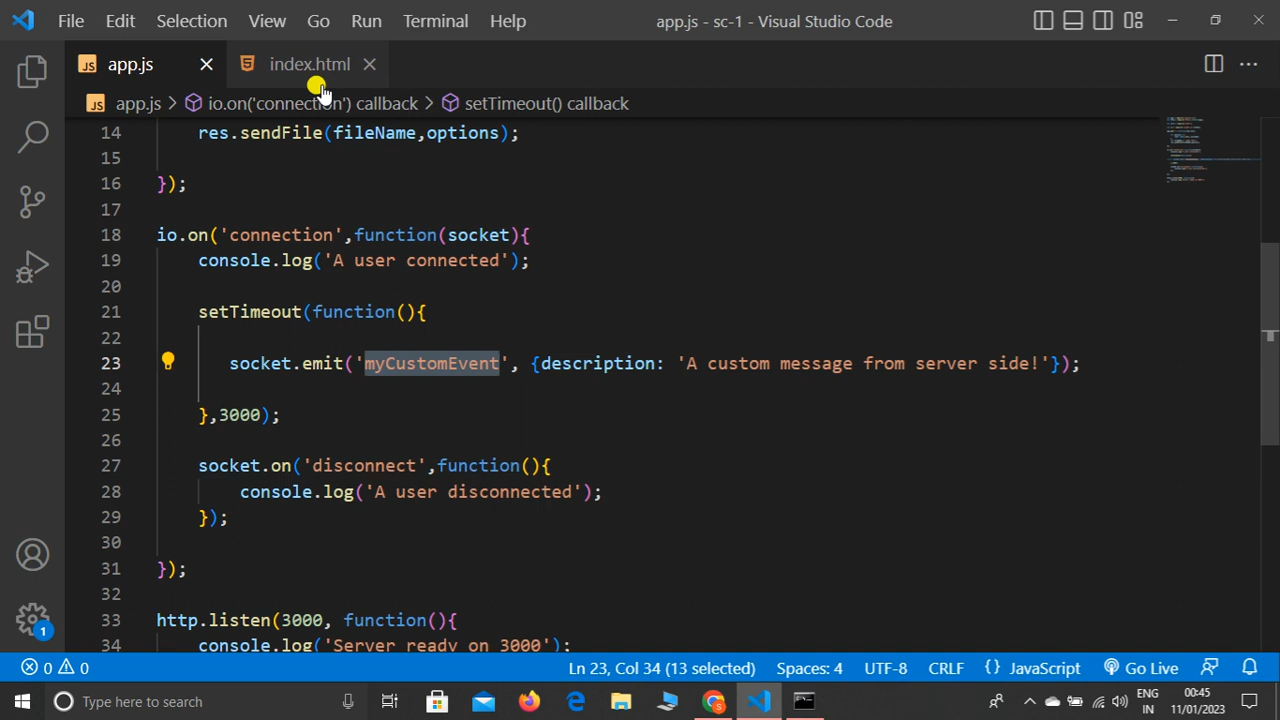 File Edit Selection View Go Run Terminal Help app.js - sc-1 - Visual Studio Code
JS app.js index.html
JS app.js > io.on('connection') callback > setTimeout() callback
14 res.sendFile(fileName,options);
15
16 });
17
18 io.on('connection',function(socket){
19 console.log('A user connected');
20
21 setTimeout(function(){
22
23 socket.emit('myCustomEvent', {description: 'A custom message from server side!'});
24
25 },3000);
26
27 socket.on('disconnect',function(){
28 console.log('A user disconnected');
29 });
30
31 });
32
33 http.listen(3000, function(){
34 console.log('Server ready on 3000');
1
0 0 Ln 23, Col 34 (13 selected) Spaces: 4 UTF-8 CRLF {} JavaScript Go Live
Type here to search ENG 00:45
IN 11/01/2023